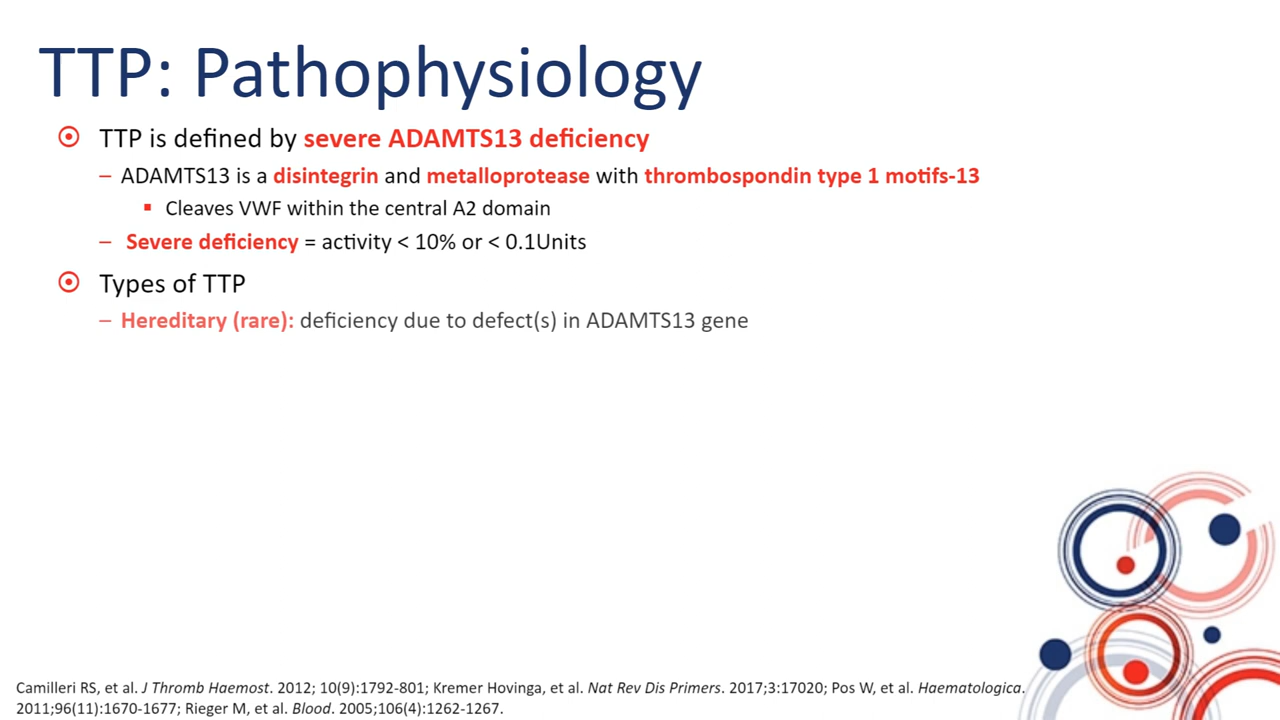 TTP: Pathophysiology
TTP is defined by severe ADAMTS13 deficiency
– ADAMTS13 is a disintegrin and metalloprotease with thrombospondin type 1 motifs-13
▪ Cleaves VWF within the central A2 domain
– Severe deficiency = activity < 10% or < 0.1Units
Types of TTP
– Hereditary (rare): deficiency due to defect(s) in ADAMTS13 gene
Camilleri RS, et al. J Thromb Haemost. 2012; 10(9):1792-801; Kremer Hovinga, et al. Nat Rev Dis Primers. 2017;3:17020; Pos W, et al. Haematologica.
2011;96(11):1670-1677; Rieger M, et al. Blood. 2005;106(4):1262-1267.